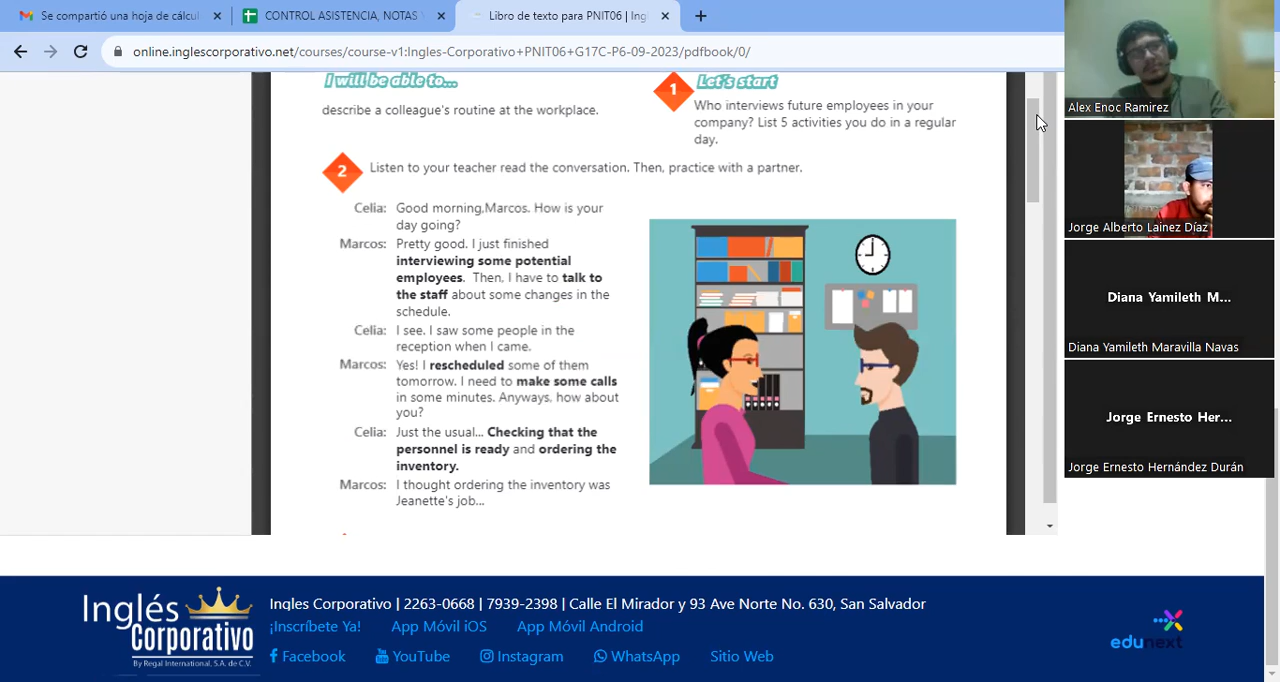 Se compartió una hoja de cálcul
CONTROL ASISTENCIA, NOTAS Y
Libro de texto para PNIT06 | Ingl
online.inglescorporativo.net/courses/course-v1:Ingles-Corporativo+PNIT06+G17C-P6-09-2023/pdfbook/0/
I will be able to...
describe a colleague's routine at the workplace.
1
Let's start
Who interviews future employees in your
company? List 5 activities you do in a regular
day.
2
Listen to your teacher read the conversation. Then, practice with a partner.
Celia: Good morning,Marcos. How is your
day going?
Marcos: Pretty good. I just finished
interviewing some potential
employees. Then, I have to talk to
the staff about some changes in the
schedule.
Celia: I see. I saw some people in the
reception when I came.
Marcos: Yes! I rescheduled some of them
tomorrow. I need to make some calls
in some minutes. Anyways, how about
you?
Celia: Just the usual... Checking that the
personnel is ready and ordering the
inventory.
Marcos: I thought ordering the inventory was
Jeanette's job...
Alex Enoc Ramirez
Jorge Alberto Lainez Díaz
Diana Yamileth M...
Diana Yamileth Maravilla Navas
Jorge Ernesto Her...
Jorge Ernesto Hernández Durán
Inglés
Corporativo
By Regal International, S.A. de C.V.
Ingles Corporativo | 2263-0668 | 7939-2398 | Calle El Mirador y 93 Ave Norte No. 630, San Salvador
¡Inscríbete Ya! App Móvil iOS App Móvil Android
Facebook YouTube Instagram WhatsApp Sitio Web
edunext